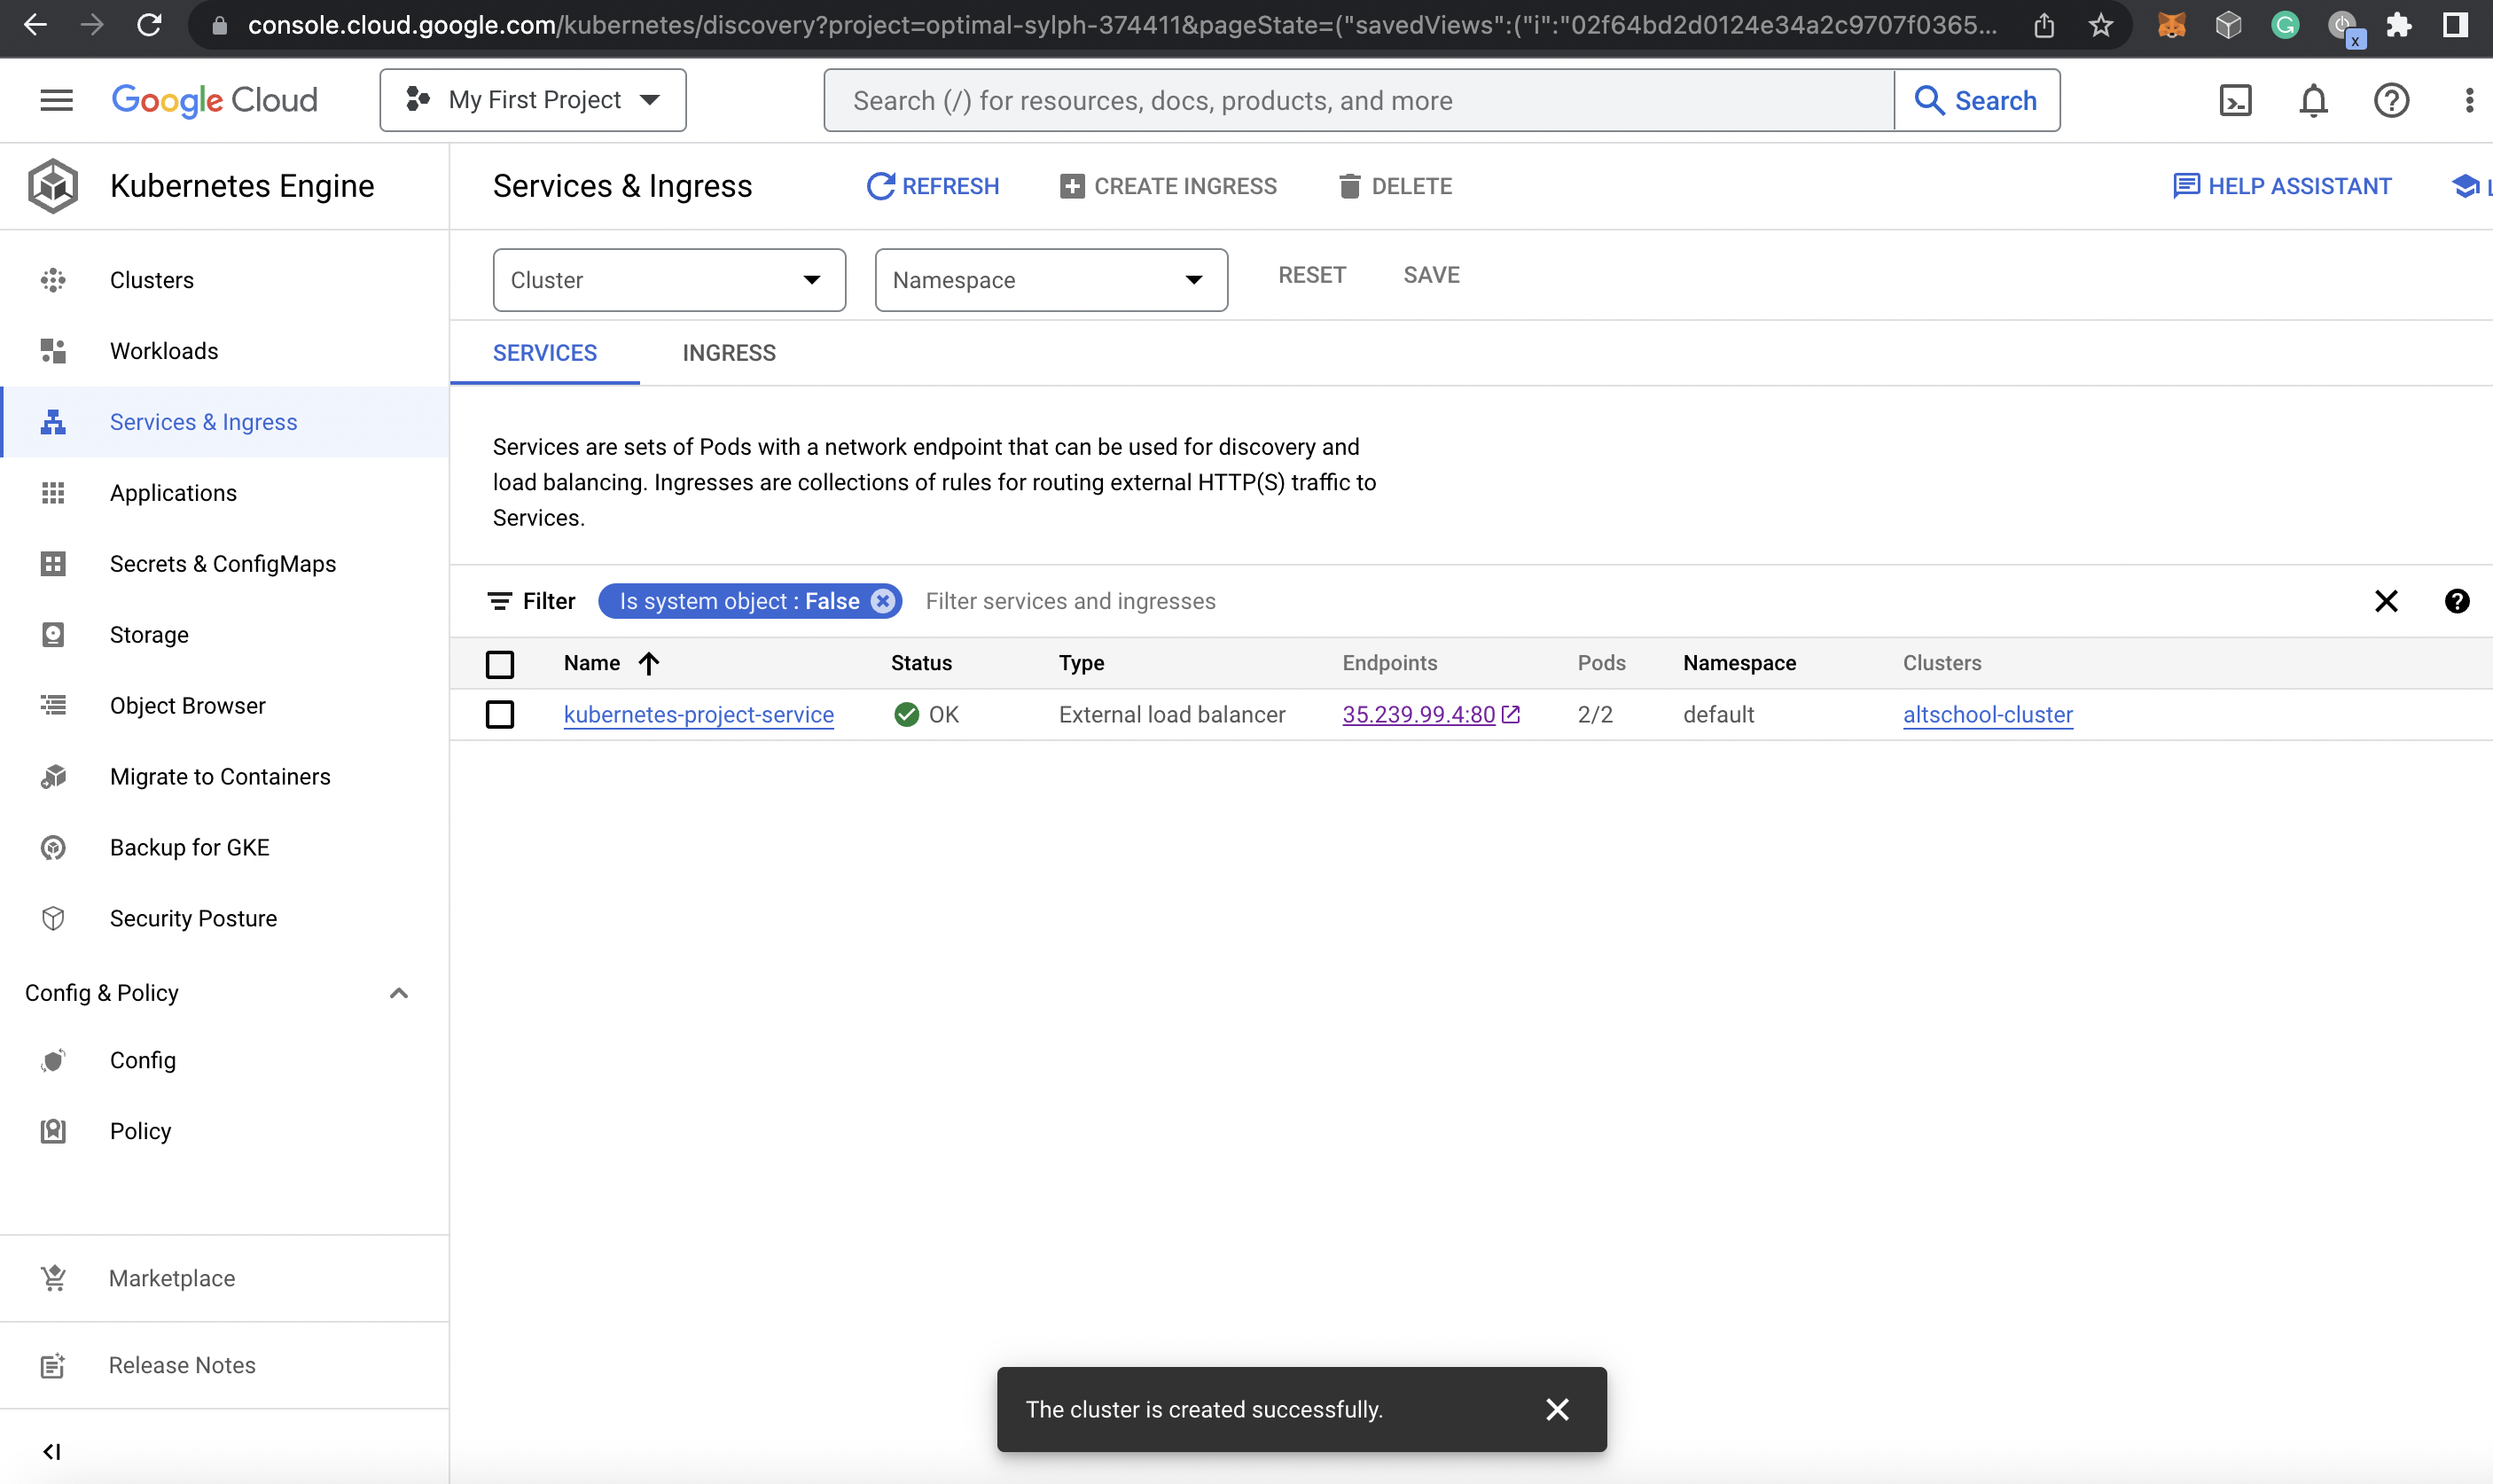 console.cloud.google.com/kubernetes/discovery?project=optimal-sylph-374411&pageState=("savedViews":("i":"02f64bd2d0124e34a2c9707f0365...
x
Google Cloud
My First Project
Search (/) for resources, docs, products, and more
Search
Kubernetes Engine
Services & Ingress
REFRESH
CREATE INGRESS
DELETE
HELP ASSISTANT
L
Clusters
Workloads
Services & Ingress
Applications
Secrets & ConfigMaps
Storage
Object Browser
Migrate to Containers
Backup for GKE
Security Posture
Config & Policy
Config
Policy
Marketplace
Release Notes
Cluster
Namespace
RESET
SAVE
SERVICES
INGRESS
Services are sets of Pods with a network endpoint that can be used for discovery and
load balancing. Ingresses are collections of rules for routing external HTTP(S) traffic to
Services.
Filter
Is system object : False
Filter services and ingresses
Name Status Type Endpoints Pods Namespace Clusters
kubernetes-project-service OK External load balancer 35.239.99.4:80 2/2 default altschool-cluster
The cluster is created successfully.